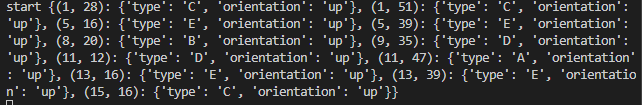 start {(1, 28): {'type': 'C', 'orientation': 'up'}, (1, 51): {'type': 'C', 'orientation':
'up'}, (5, 16): {'type': 'E', 'orientation': 'up'}, (5, 39): {'type': 'E', 'orientation':
'up'}, (8, 20): {'type': 'B', 'orientation': 'up'}, (9, 35): {'type': 'D', 'orientation':
'up'}, (11, 12): {'type': 'D', 'orientation': 'up'}, (11, 47): {'type': 'A', 'orientation'
: 'up'}, (13, 16): {'type': 'E', 'orientation': 'up'}, (13, 39): {'type': 'E', 'orientatio
n': 'up'}, (15, 16): {'type': 'C', 'orientation': 'up'}}